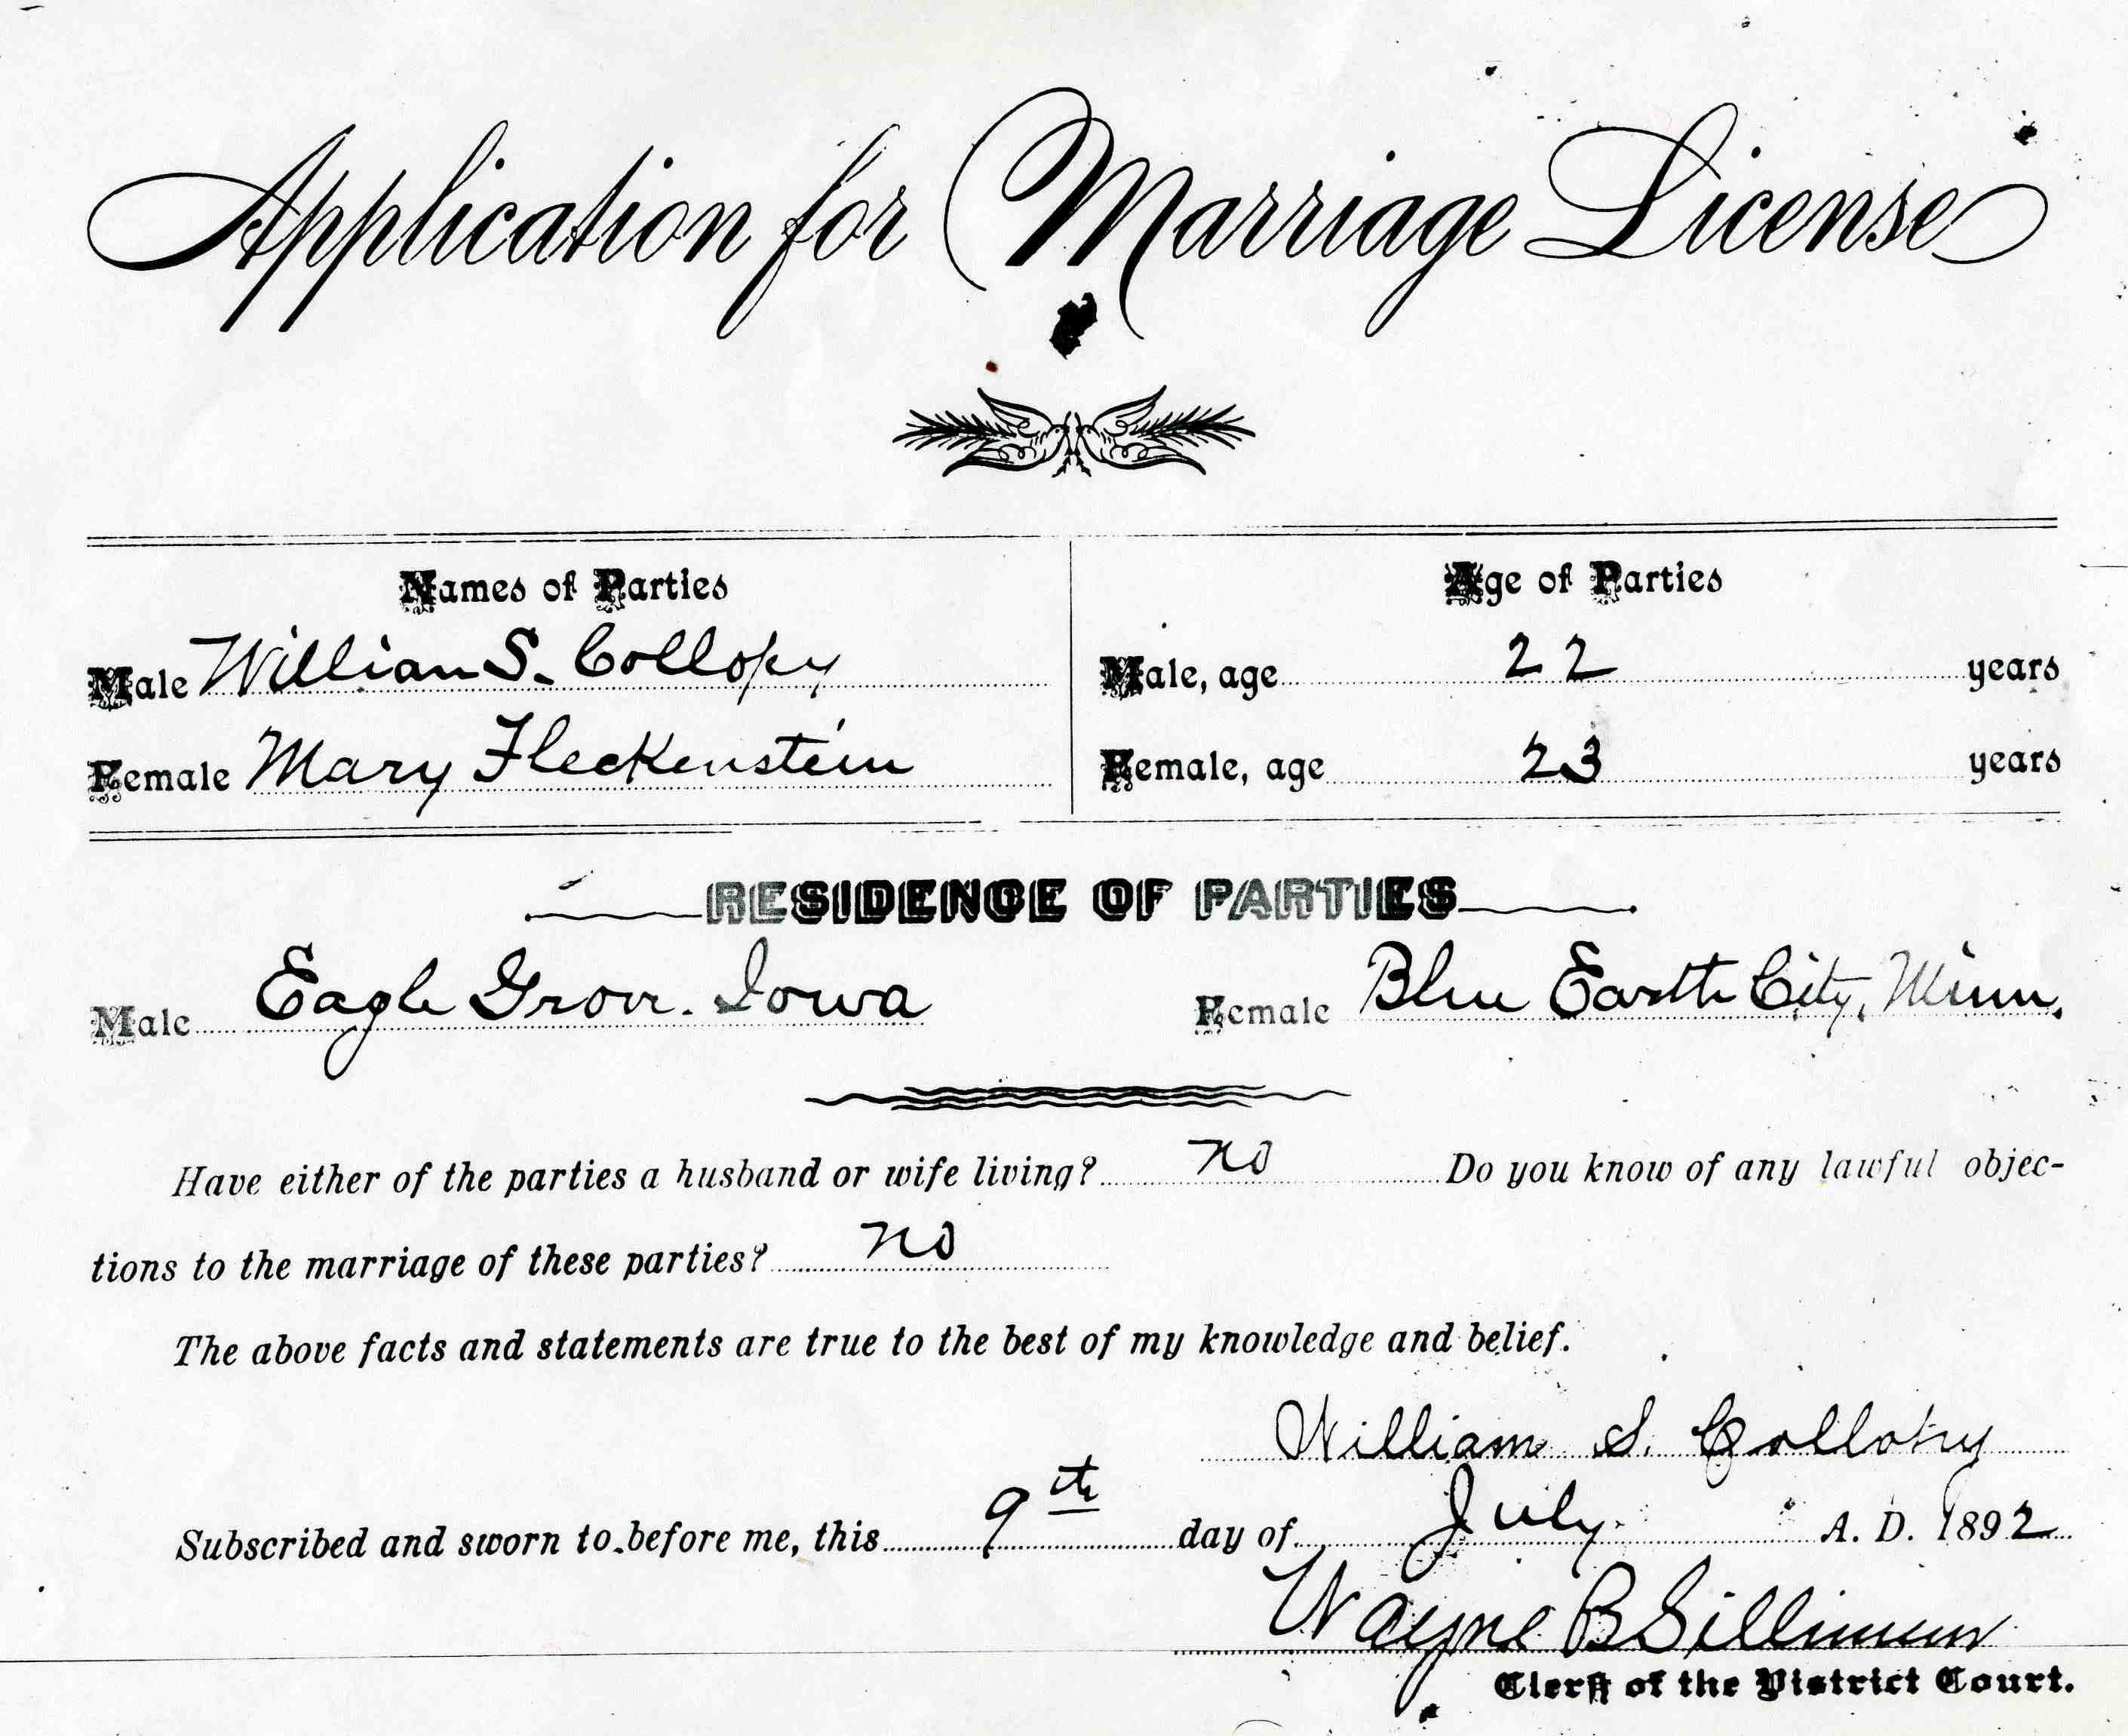 Application for Marriage License
Names of Parties
Age of Parties
Male William S. Collopy
Male, age 22 years
Female Mary Fleckenstein
Female, age 23 years
RESIDENCE OF PARTIES
Male Eagle Grove. Iowa Female Blue Earth City, Minn.
Have either of the parties a husband or wife living? no Do you know of any lawful objec-
tions to the marriage of these parties? no
The above facts and statements are true to the best of my knowledge and belief.
William S. Collopy
Subscribed and sworn to before me, this 9th day of July A. D. 1892
Wayne B Silliman
Clerk of the District Court.